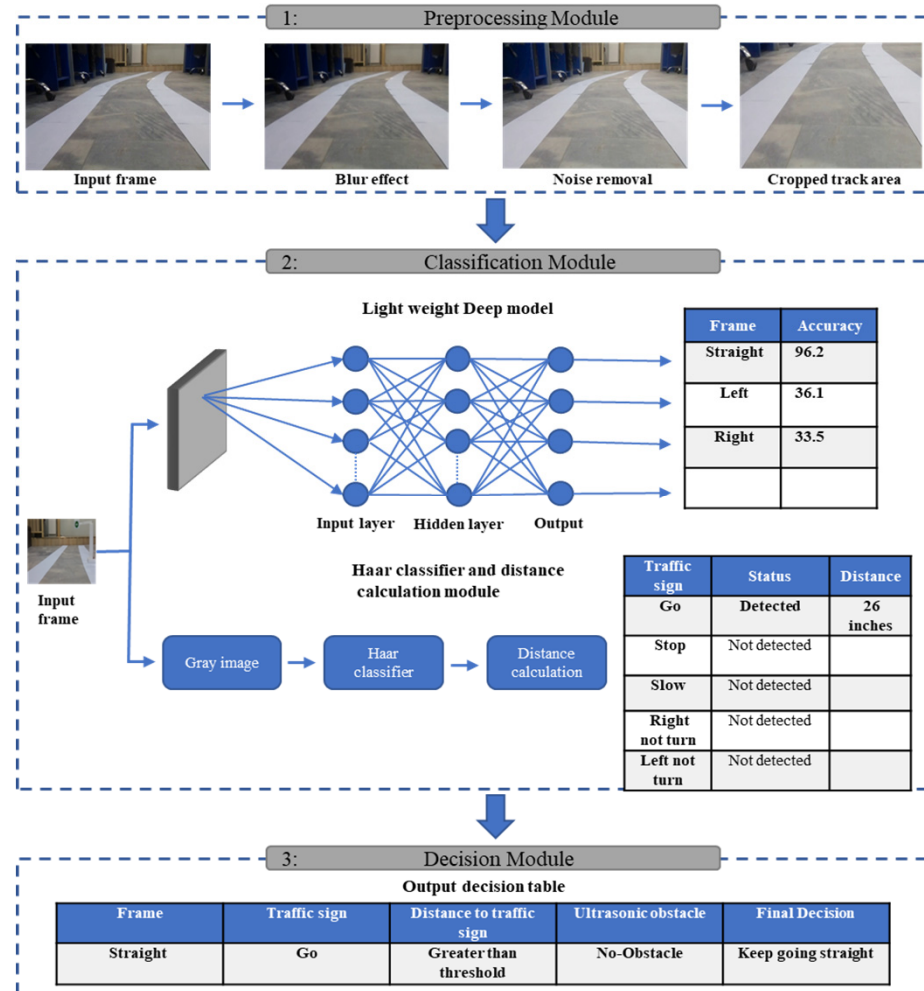 1: Preprocessing Module
Input frame
Blur effect
Noise removal
Cropped track area
2: Classification Module
Light weight Deep model
Frame Accuracy
Straight 96.2
Left 36.1
Right 33.5
Input layer Hidden layer Output
Input
frame
Haar classifier and distance
calculation module
Gray image
Haar
classifier
Distance
calculation
Traffic
sign
Status
Distance
Go
Detected
26
inches
Stop
Not detected
Slow
Not detected
Right
not turn
Not detected
Left not
turn
Not detected
3: Decision Module
Output decision table
Frame
Traffic sign
Distance to traffic
sign
Ultrasonic obstacle
Final Decision
Straight
Go
Greater than
threshold
No-Obstacle
Keep going straight